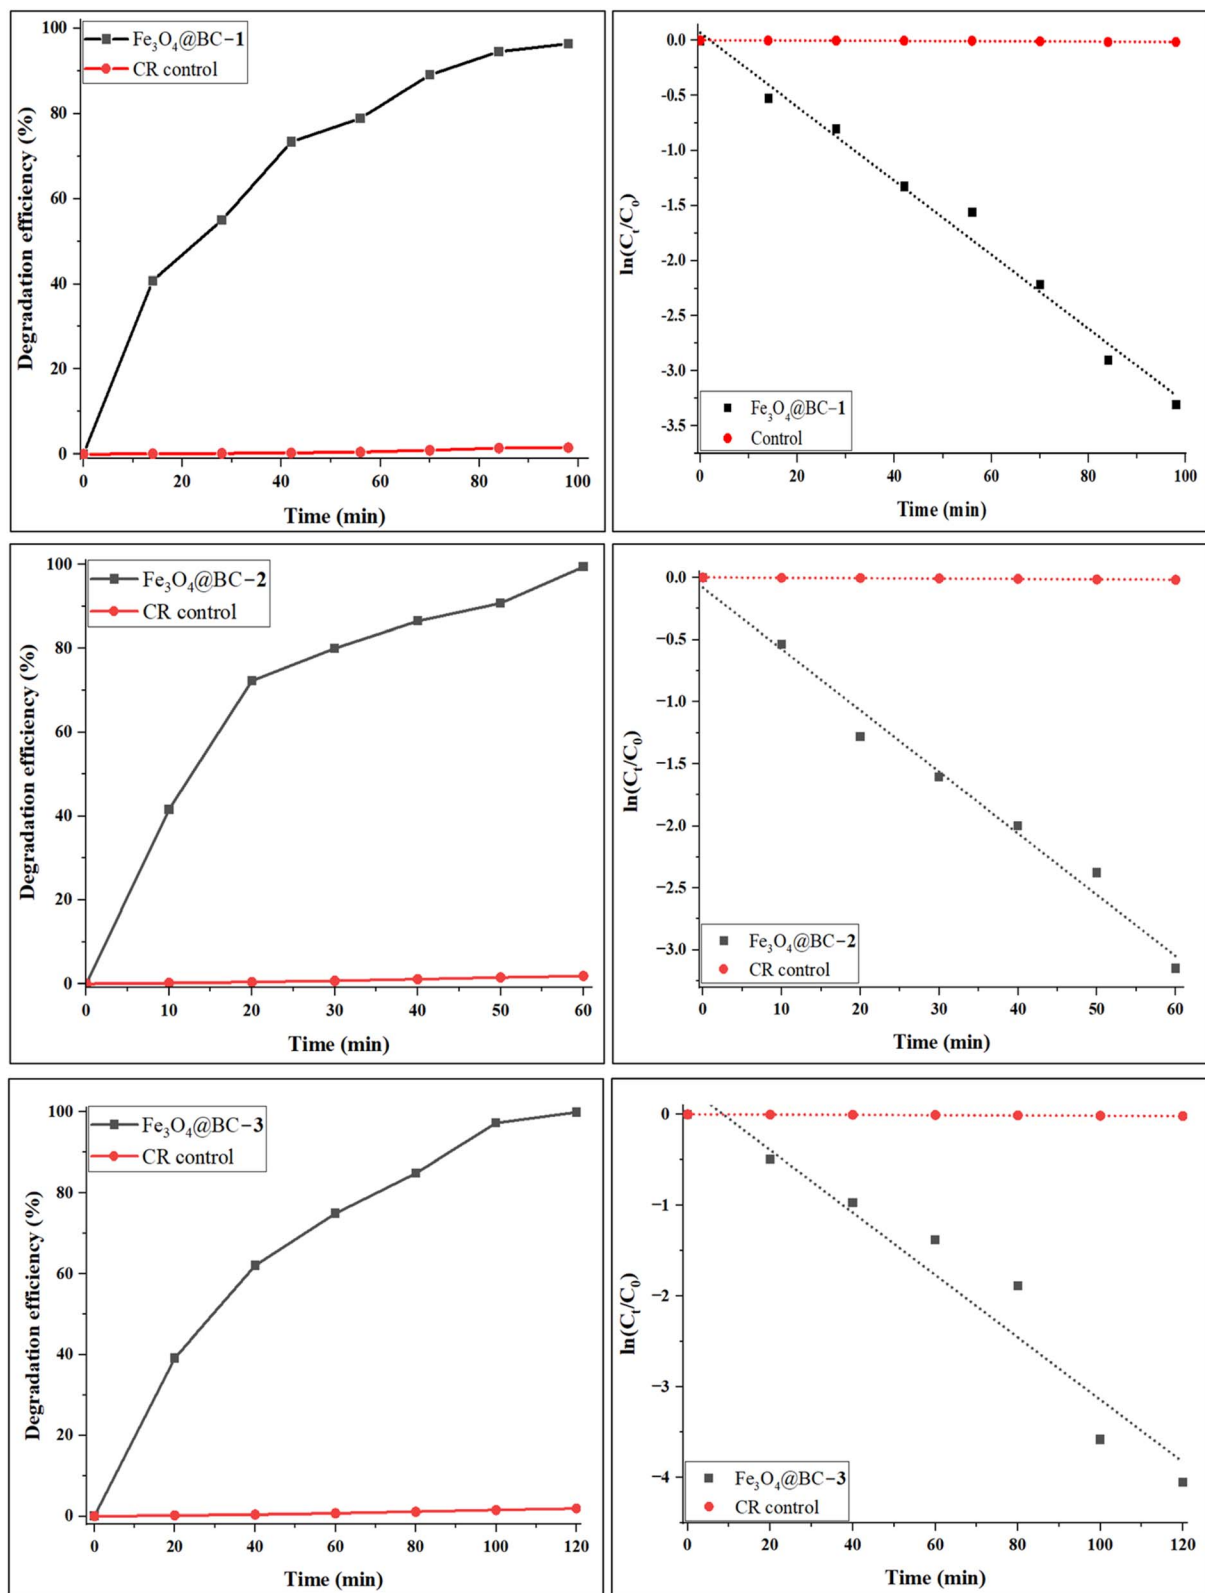 Fe₃O₄@BC−1
CR control
Degradation efficiency (%)
100
80
60
40
20
0
0 20 40 60 80 100
Time (min)
ln(Cₜ/C₀)
0.0
-0.5
-1.0
-1.5
-2.0
-2.5
-3.0
-3.5
Fe₃O₄@BC−1
Control
0 20 40 60 80 100
Time (min)
Fe₃O₄@BC−2
CR control
Degradation efficiency (%)
100
80
60
40
20
0
0 10 20 30 40 50 60
Time (min)
ln(Cₜ/C₀)
0.0
−0.5
−1.0
−1.5
−2.0
−2.5
−3.0
Fe₃O₄@BC−2
CR control
0 10 20 30 40 50 60
Time (min)
Fe₃O₄@BC−3
CR control
Degradation efficiency (%)
100
80
60
40
20
0
0 20 40 60 80 100 120
Time (min)
ln(Cₜ/C₀)
0
−1
−2
−3
−4
Fe₃O₄@BC−3
CR control
0 20 40 60 80 100 120
Time (min)